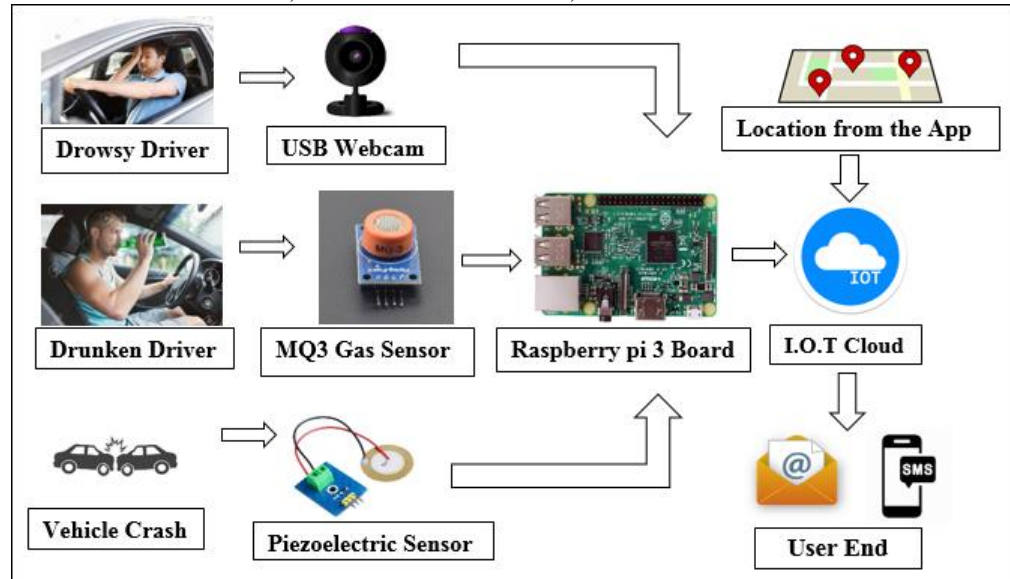 Drowsy Driver
USB Webcam
Location from the App
MQ-3
IOT
Drunken Driver
MQ3 Gas Sensor
Raspberry pi 3 Board
I.O.T Cloud
@
SMS
Vehicle Crash
Piezoelectric Sensor
User End